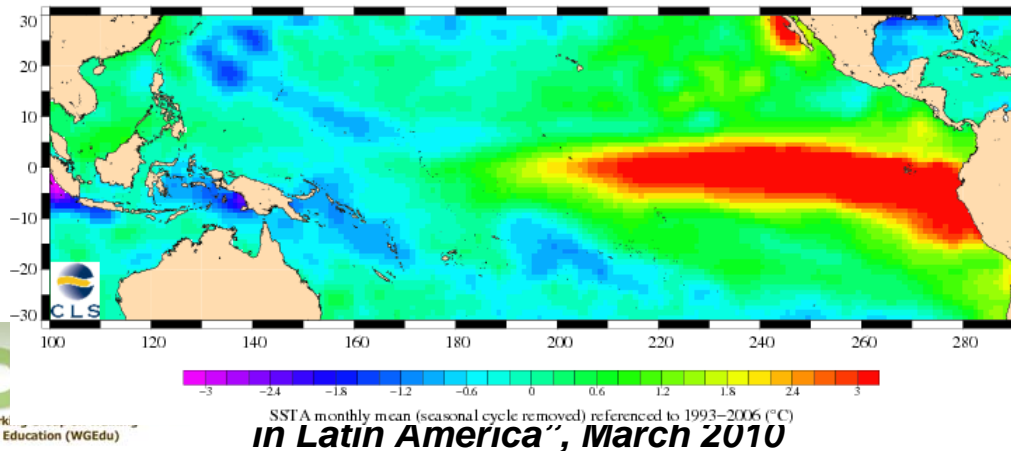 30
20
10
0
−10
−20
−30
CLS
100 120 140 160 180 200 220 240 260 280
−3 −2.4 −1.8 −1.2 −0.6 0 0.6 1.2 1.8 2.4 3
SSTA monthly mean (seasonal cycle removed) referenced to 1993−2006 (°C)
Education (WGEdu)
in Latin America”, March 2010